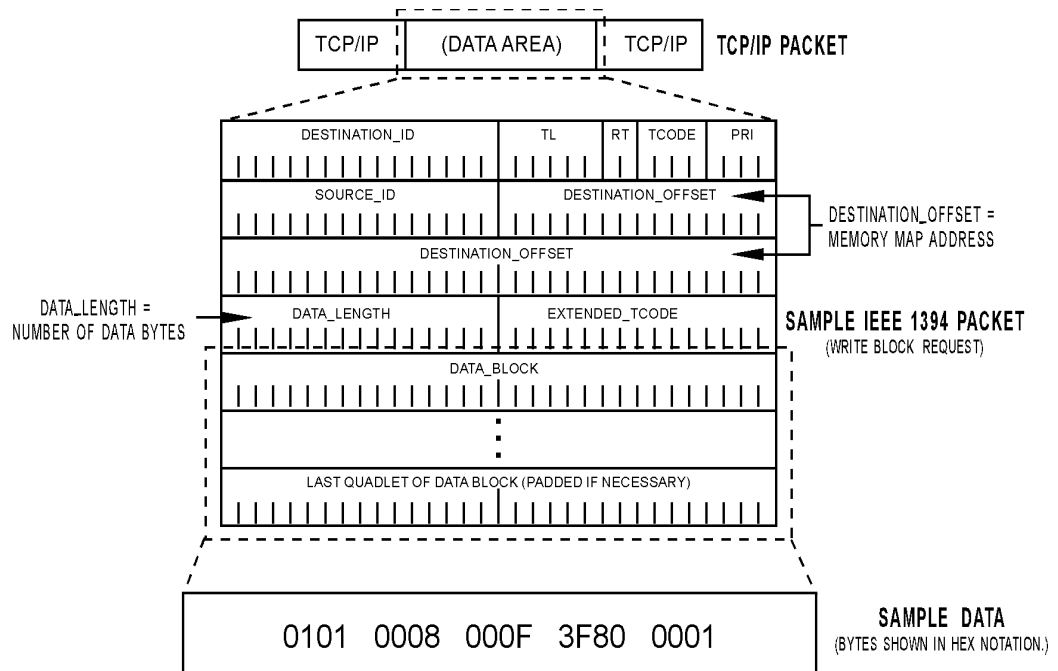 TCP/IP (DATA AREA) TCP/IP TCP/IP PACKET
DESTINATION_ID TL RT TCODE PRI
SOURCE_ID DESTINATION_OFFSET
DESTINATION_OFFSET =
MEMORY MAP ADDRESS
DESTINATION_OFFSET
DATA_LENGTH =
NUMBER OF DATA BYTES
DATA_LENGTH EXTENDED_TCODE
SAMPLE IEEE 1394 PACKET
(WRITE BLOCK REQUEST)
DATA_BLOCK
LAST QUADLET OF DATA BLOCK (PADDED IF NECESSARY)
0101 0008 000F 3F80 0001
SAMPLE DATA
(BYTES SHOWN IN HEX NOTATION.)